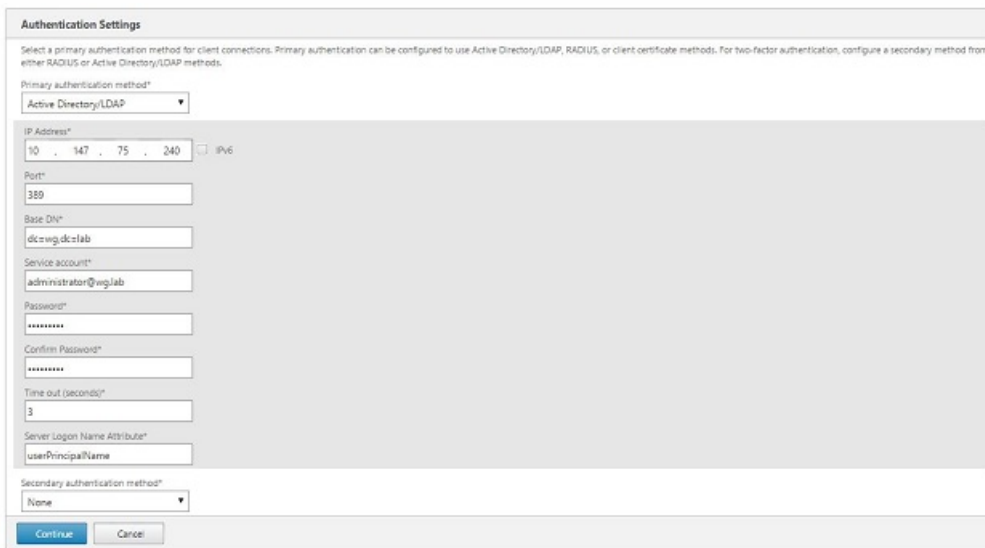 Authentication Settings
Select a primary authentication method for client connections. Primary authentication can be configured to use Active Directory/LDAP, RADIUS, or client certificate methods. For two-factor authentication, configure a secondary method from
either RADIUS or Active Directory/LDAP methods.
Primary authentication method*
Active Directory/LDAP
IP Address*
10 . 147 . 75 . 240 IPv6
Port*
389
Base DN*
dc=wg,dc=lab
Service account*
administrator@wg.lab
Password*
•••••••••
Confirm Password*
•••••••••
Time out (seconds)*
3
Server Logon Name Attribute*
userPrincipalName
Secondary authentication method*
None
Continue Cancel